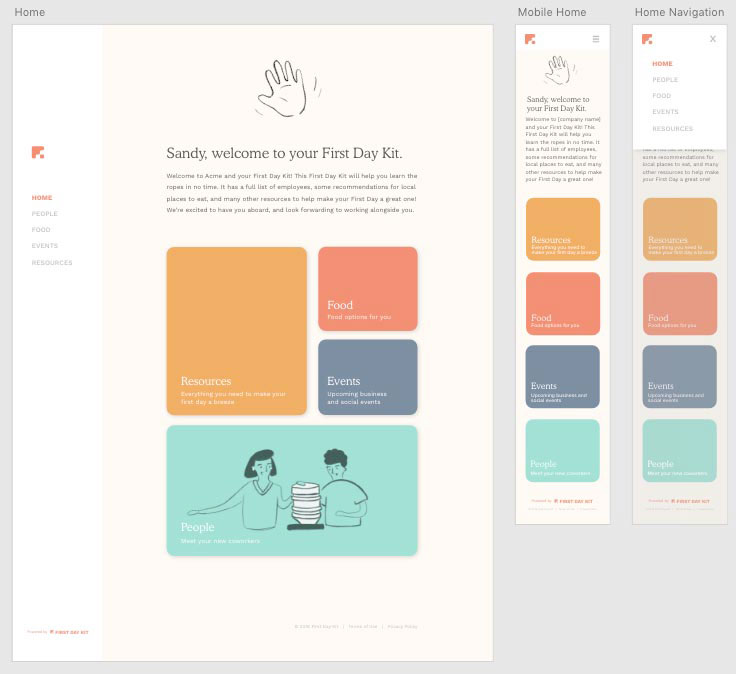 Home
HOME
PEOPLE
FOOD
EVENTS
RESOURCES
Powered by FIRST DAY KIT
Sandy, welcome to your First Day Kit.
Welcome to Acme and your First Day Kit! This First Day Kit will help you learn the
ropes in no time. It has a full list of employees, some recommendations for local
places to eat, and many other resources to help make your First Day a great one!
We're excited to have you aboard, and look forwarding to working alongside you.
Resources
Everything you need to make your
first day a breeze
Food
Food options for you
Events
Upcoming business
and social events
People
Meet your new coworkers
First Day Kit | Terms of Use | Privacy Policy
Mobile Home
Sandy, welcome to
your First Day Kit.
Welcome to [company name]
and your First Day Kit! This
First Day Kit will help you
learn the ropes in no time. It
has a full list of employees,
some recommendations for
local places to eat, and many
other resources to help make
your First Day a great one!
Resources
Everything you need to
make your first day a breeze
Food
Food options for you
Events
Upcoming business and
social events
People
Meet your new coworkers
Powered by FIRST DAY KIT
Home Navigation
X
HOME
PEOPLE
FOOD
EVENTS
RESOURCES
has a full list of employees,
some recommendations for
local places to eat, and many
other resources to help make
your First Day a great one!
Resources
Everything you need to
make your first day a breeze
Food
Food options for you
Events
Upcoming business and
social events
People
Meet your new coworkers
Powered by FIRST DAY KIT